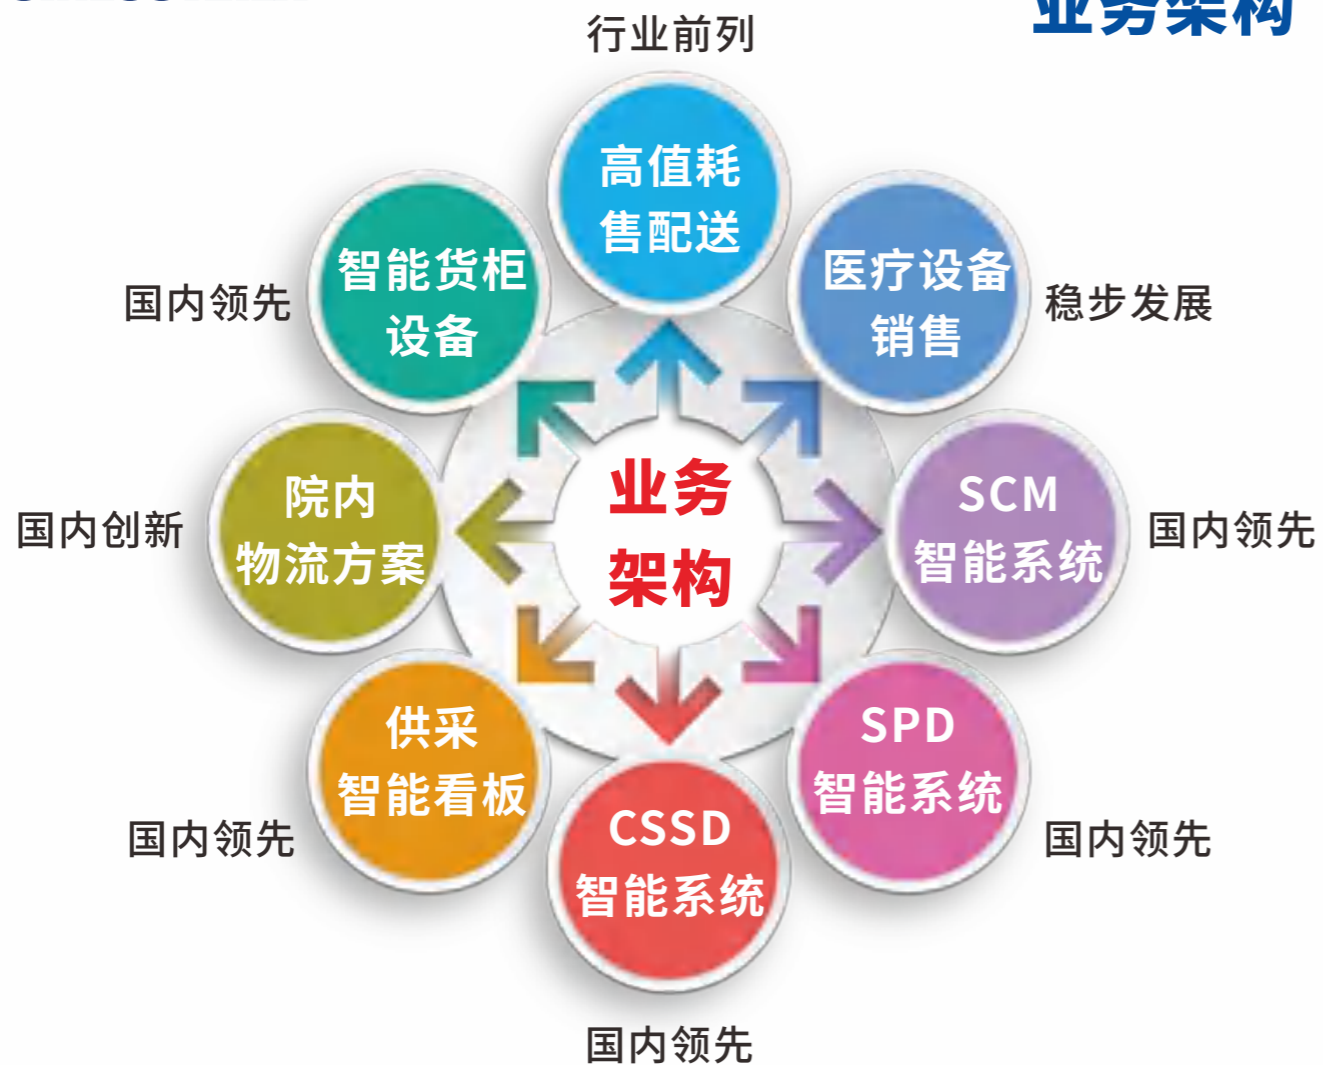 业务架构
行业前列
高值耗
售配送
智能货柜
设备
国内领先
医疗设备
销售
稳步发展
业务
架构
院内
物流方案
国内创新
SCM
智能系统
国内领先
供采
智能看板
国内领先
SPD
智能系统
国内领先
CSSD
智能系统
国内领先